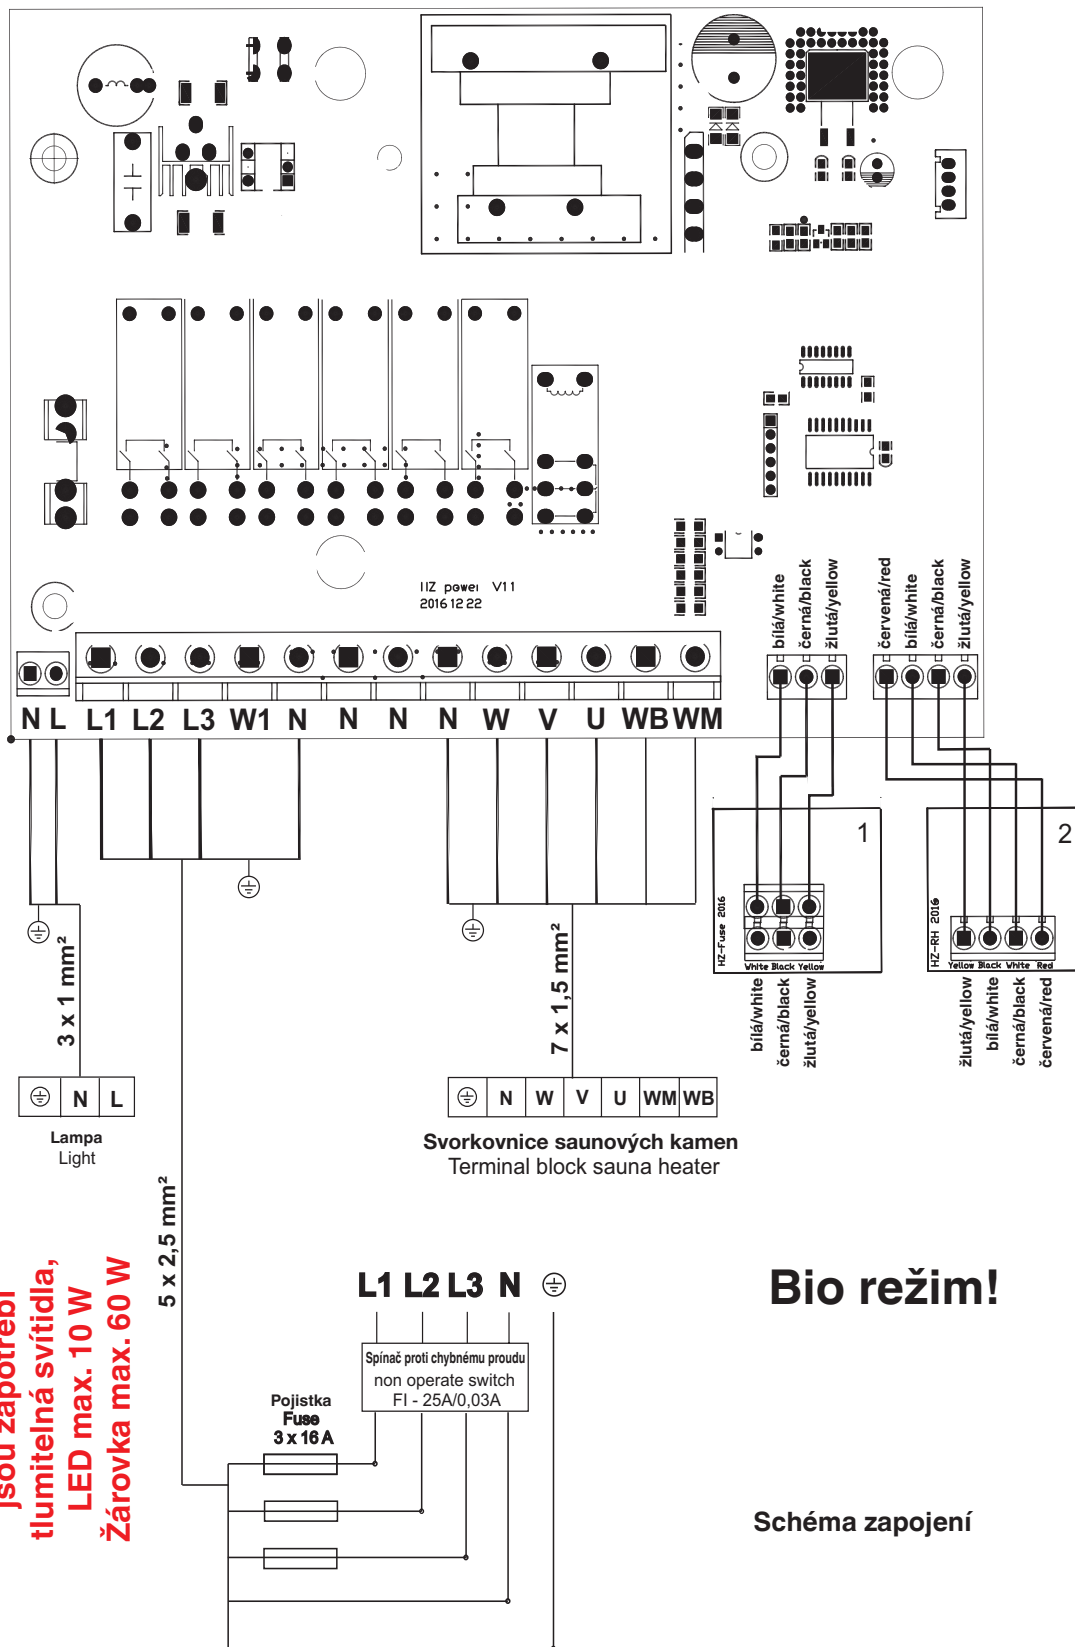 HZ power V11
2016 12 22
bílá/white
černá/black
žlutá/yellow
červená/red
bílá/white
černá/black
žlutá/yellow
N L L1 L2 L3 W1 N N N N W V U WB WM
1
HZ-Fuse 2016
White Black Yellow
bílá/white
černá/black
žlutá/yellow
2
HZ-RH 2016
Yellow Black White Red
žlutá/yellow
bílá/white
černá/black
červená/red
3 x 1 mm²
7 x 1,5 mm²
N L
Lampa
Light
N W V U WM WB
Svorkovnice saunových kamen
Terminal block sauna heater
5 x 2,5 mm²
jsou zapotřebí
tlumitelná svítidla,
LED max. 10 W
Žárovka max. 60 W
L1 L2 L3 N
Bio režim!
Spínač proti chybnému proudu
non operate switch
FI - 25A/0,03A
Pojistka
Fuse
3 x 16 A
Schéma zapojení